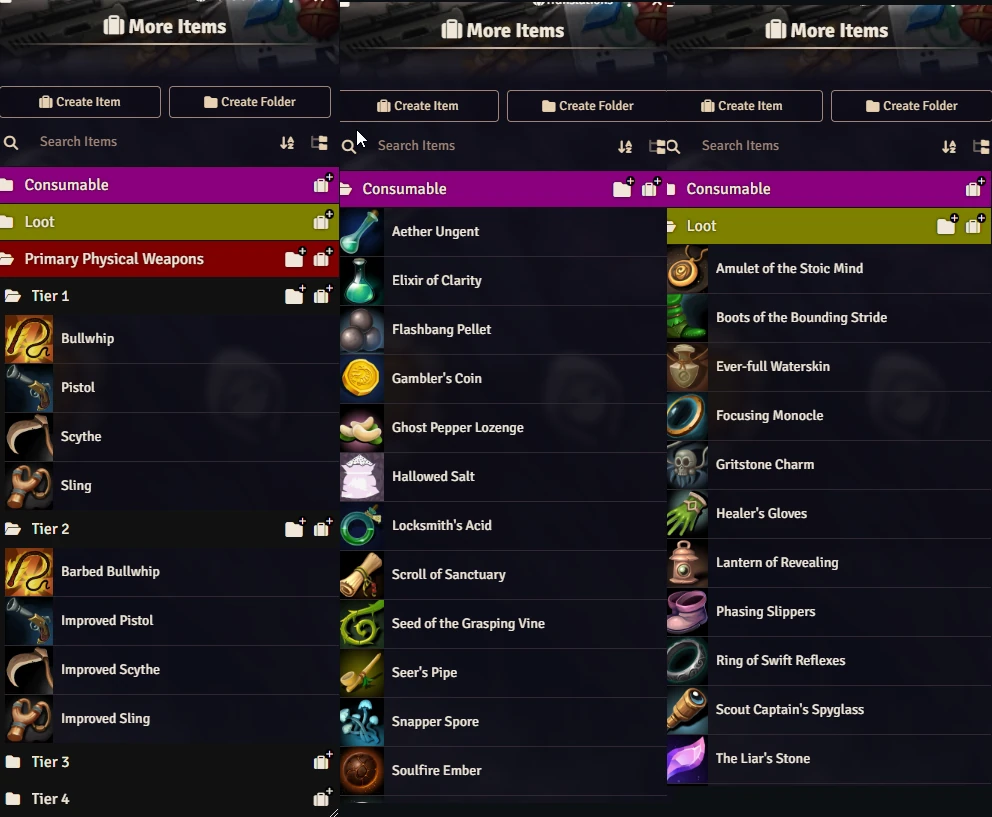 More Items
Create Item
Create Folder
Search Items
Consumable
Loot
Primary Physical Weapons
Tier 1
Bullwhip
Pistol
Scythe
Sling
Tier 2
Barbed Bullwhip
Improved Pistol
Improved Scythe
Improved Sling
Tier 3
Tier 4
More Items
Create Item
Create Folder
Search Items
Consumable
Aether Ungent
Elixir of Clarity
Flashbang Pellet
Gambler's Coin
Ghost Pepper Lozenge
Hallowed Salt
Locksmith's Acid
Scroll of Sanctuary
Seed of the Grasping Vine
Seer's Pipe
Snapper Spore
Soulfire Ember
More Items
Create Item
Create Folder
Search Items
Consumable
Loot
Amulet of the Stoic Mind
Boots of the Bounding Stride
Ever-full Waterskin
Focusing Monocle
Gritstone Charm
Healer's Gloves
Lantern of Revealing
Phasing Slippers
Ring of Swift Reflexes
Scout Captain's Spyglass
The Liar's Stone